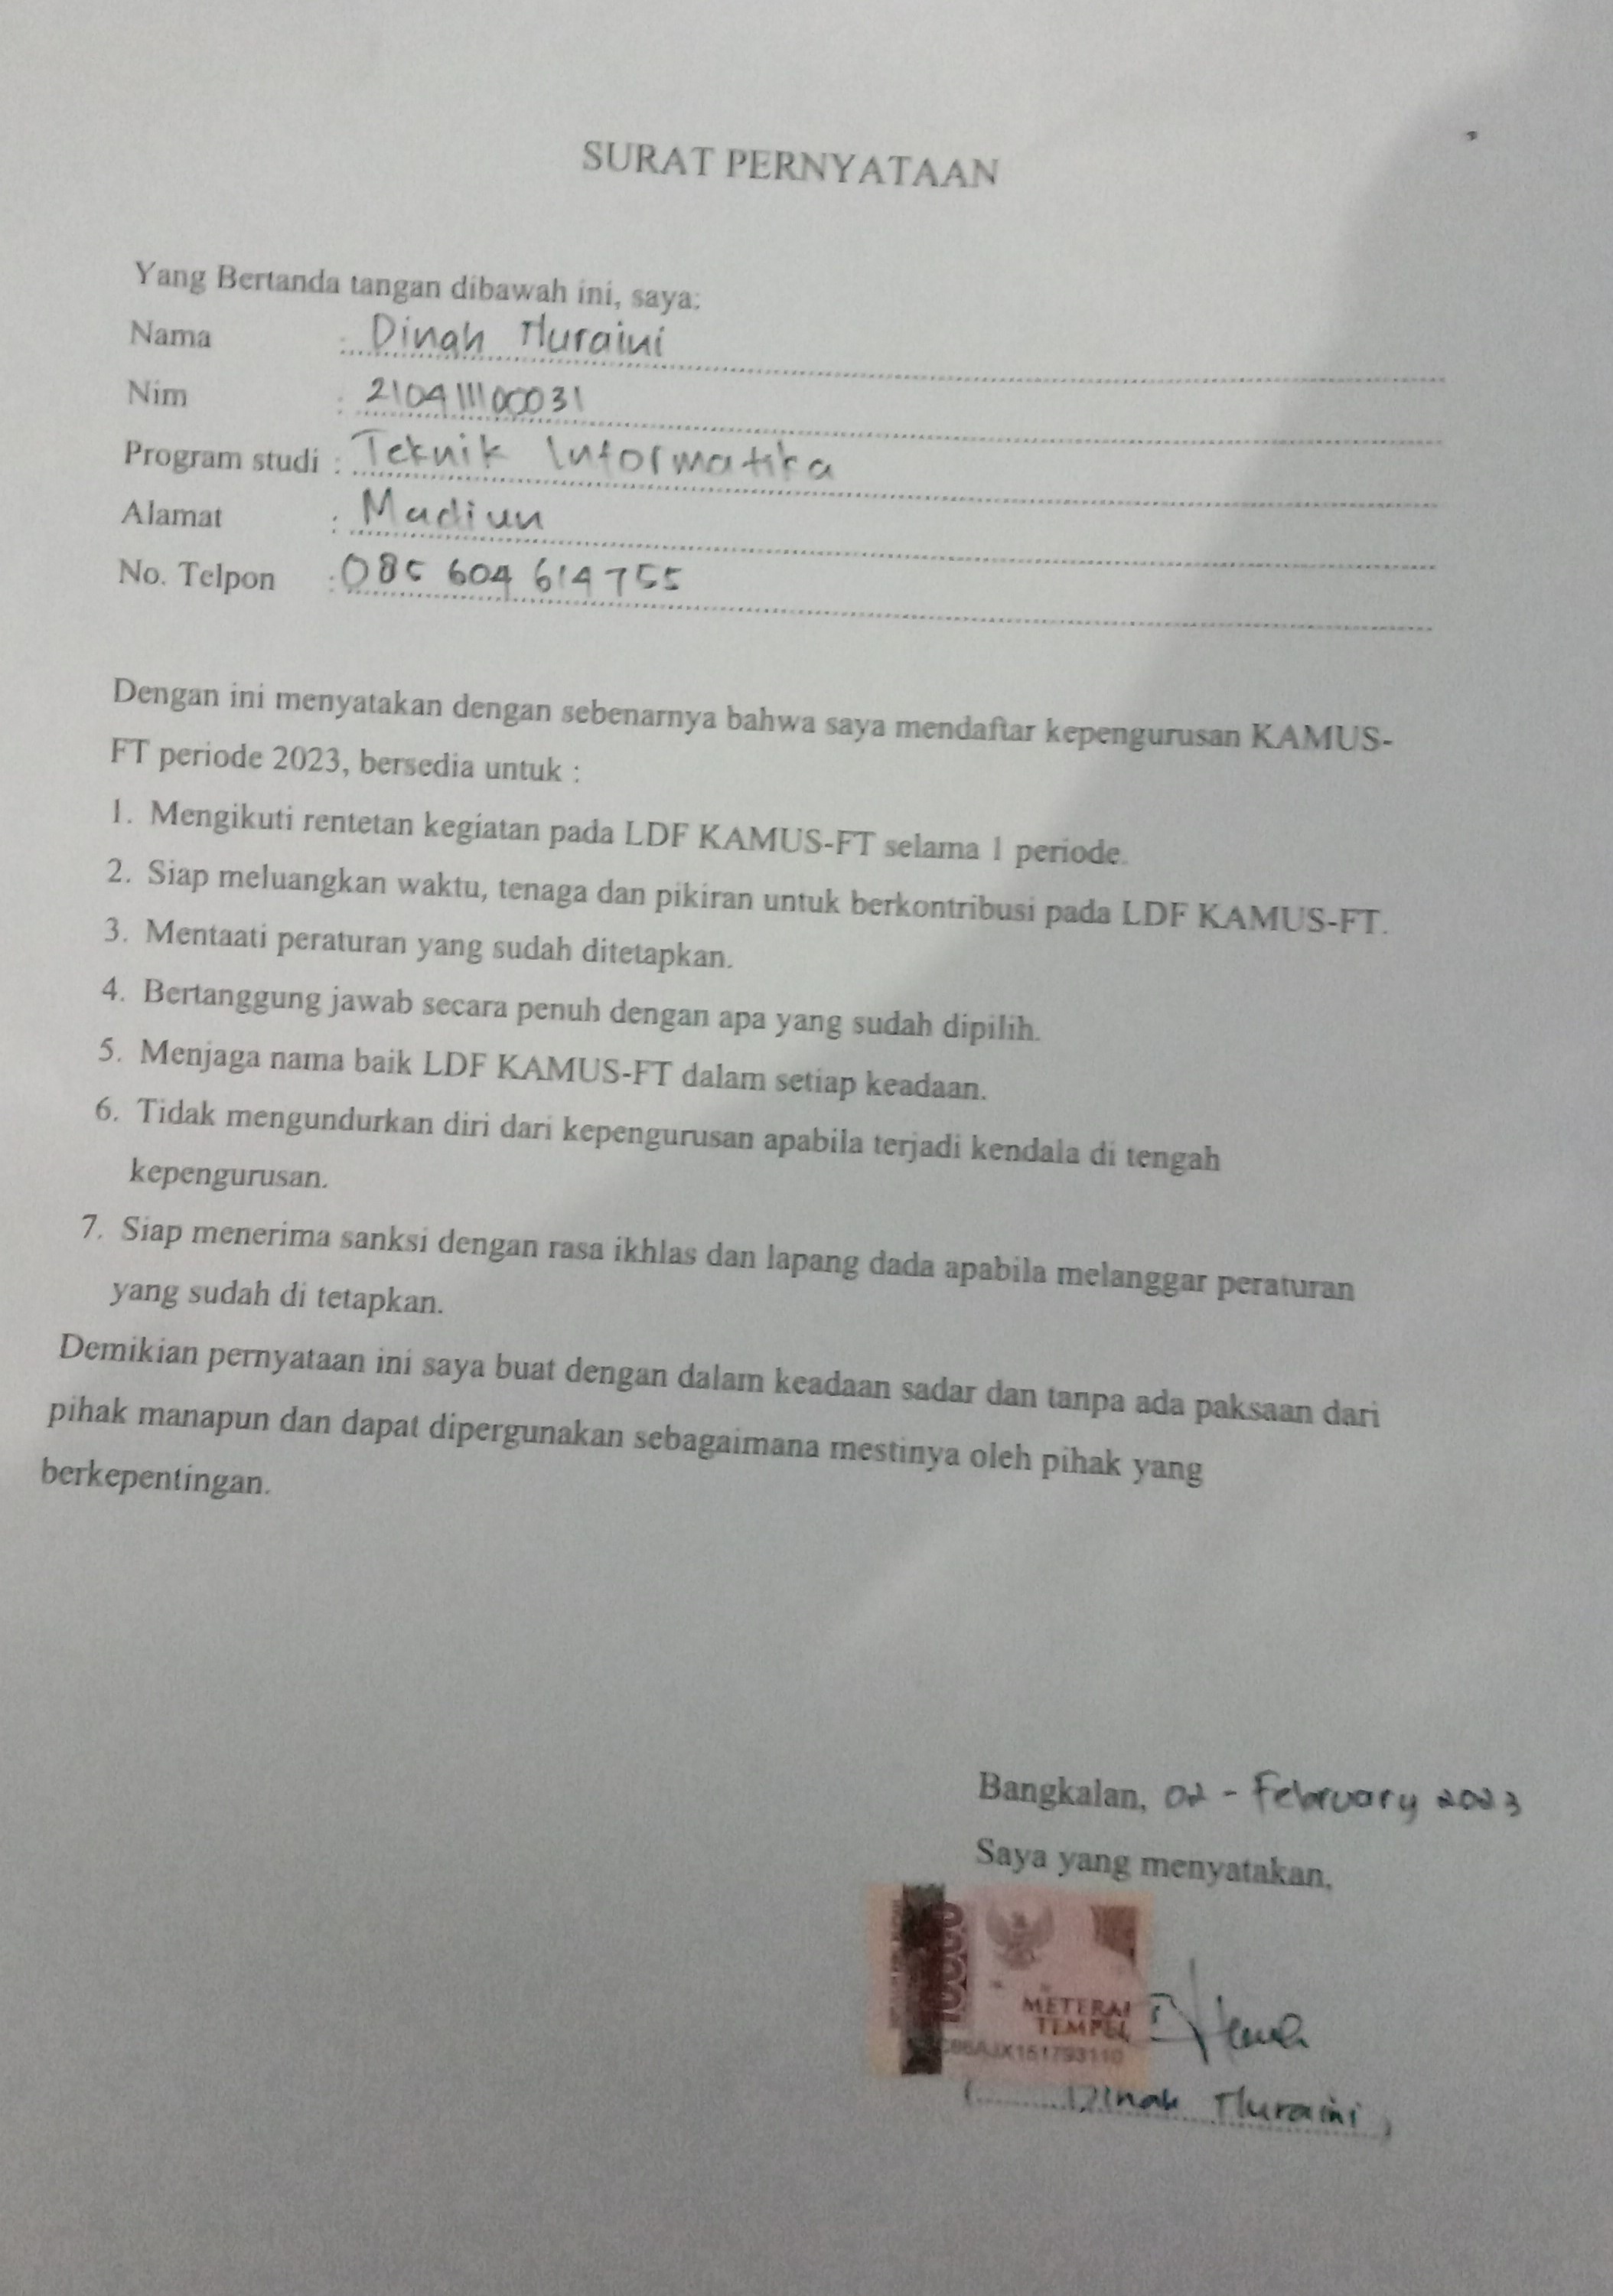 SURAT PERNYATAAN
Yang Bertanda tangan dibawah ini, saya:
Nama : Dinah Nuraini
Nim : 210411100031
Program studi : Teknik Informatika
Alamat : Madiun
No. Telpon : 085 604 614 755
Dengan ini menyatakan dengan sebenarnya bahwa saya mendaftar kepengurusan KAMUS-
FT periode 2023, bersedia untuk :
1. Mengikuti rentetan kegiatan pada LDF KAMUS-FT selama 1 periode.
2. Siap meluangkan waktu, tenaga dan pikiran untuk berkontribusi pada LDF KAMUS-FT.
3. Mentaati peraturan yang sudah ditetapkan.
4. Bertanggung jawab secara penuh dengan apa yang sudah dipilih.
5. Menjaga nama baik LDF KAMUS-FT dalam setiap keadaan.
6. Tidak mengundurkan diri dari kepengurusan apabila terjadi kendala di tengah
kepengurusan.
7. Siap menerima sanksi dengan rasa ikhlas dan lapang dada apabila melanggar peraturan
yang sudah di tetapkan.
Demikian pernyataan ini saya buat dengan dalam keadaan sadar dan tanpa ada paksaan dari
pihak manapun dan dapat dipergunakan sebagaimana mestinya oleh pihak yang
berkepentingan.
Bangkalan, 02 - February 2023
Saya yang menyatakan,
10000
METERAI
TEMPEL
(Dinah Nuraini)